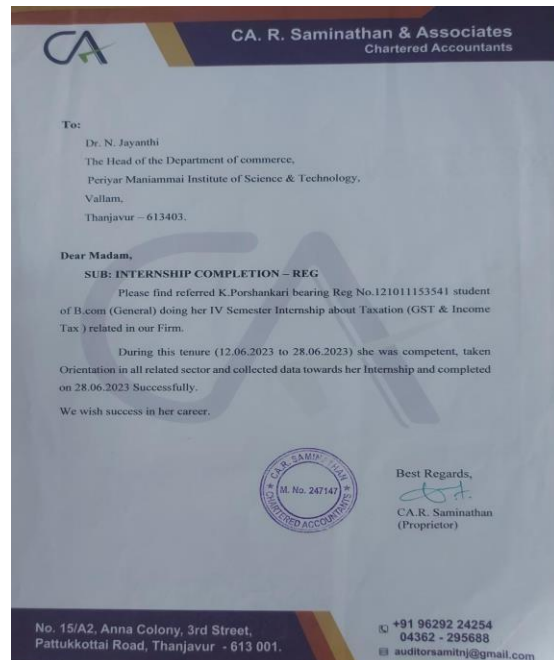 CA
CA. R. Saminathan & Associates
Chartered Accountants
To:
Dr. N. Jayanthi
The Head of the Department of commerce,
Periyar Maniammai Institute of Science & Technology,
Vallam,
Thanjavur – 613403.
Dear Madam,
SUB: INTERNSHIP COMPLETION – REG
Please find referred K.Porshankari bearing Reg No.121011153541 student
of B.com (General) doing her IV Semester Internship about Taxation (GST & Income
Tax ) related in our Firm.
During this tenure (12.06.2023 to 28.06.2023) she was competent, taken
Orientation in all related sector and collected data towards her Internship and completed
on 28.06.2023 Successfully.
We wish success in her career.
CA.R. SAMINATHAN
M. No. 247147
CHARTERED ACCOUNTANTS
Best Regards,
CA.R. Saminathan
(Proprietor)
No. 15/A2, Anna Colony, 3rd Street,
Pattukkottai Road, Thanjavur - 613 001.
+91 96292 24254
04362 - 295688
auditorsamitnj@gmail.com